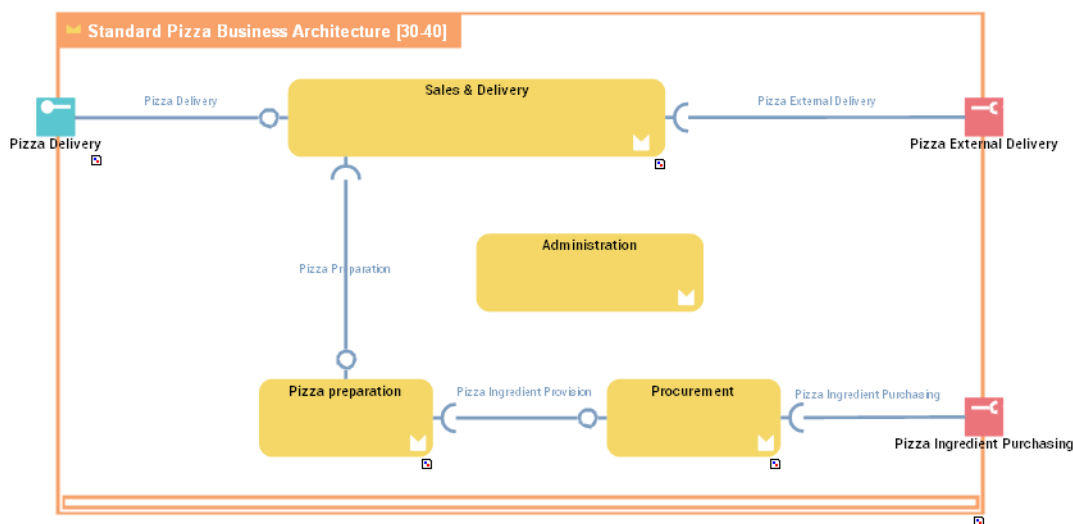 Standard Pizza Business Architecture [30-40]
Sales & Delivery
Pizza Delivery
Pizza External Delivery
Pizza Delivery
Pizza External Delivery
Administration
Pizza Preparation
Pizza preparation
Pizza Ingredient Provision
Procurement
Pizza Ingredient Purchasing
Pizza Ingredient Purchasing